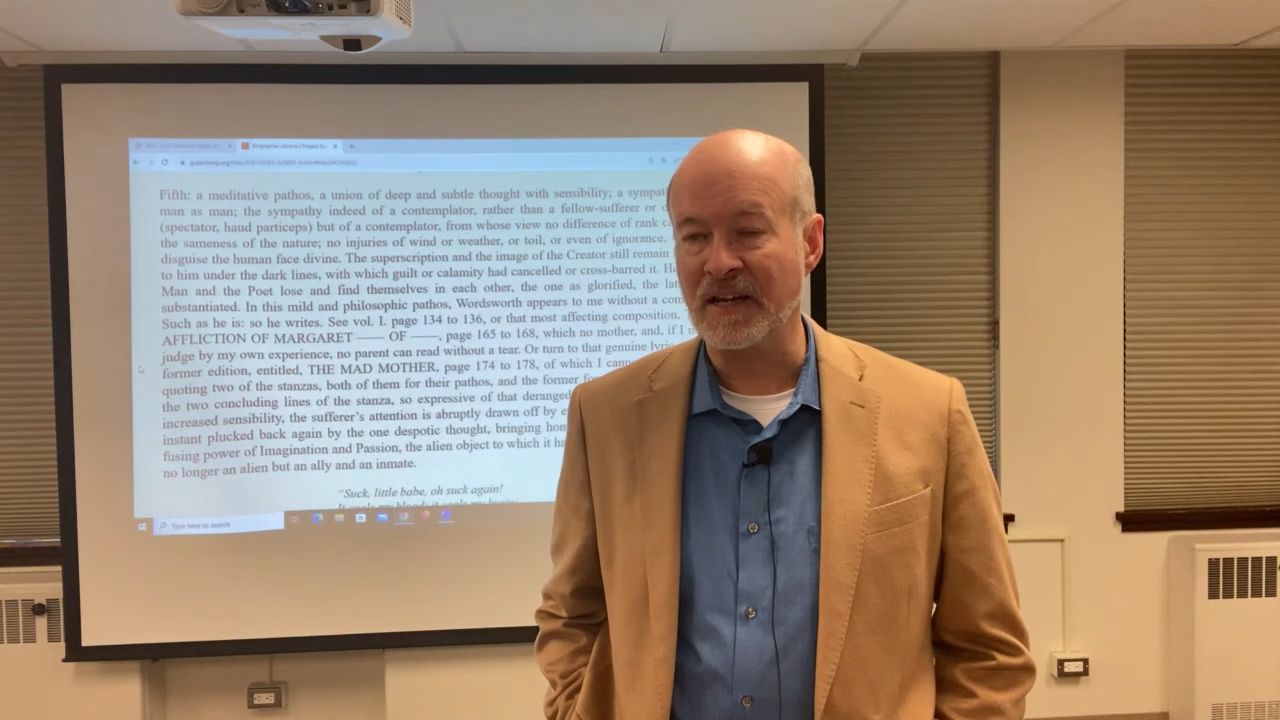 Biographia Literaria | Project Gu
Fifth: a meditative pathos, a union of deep and subtle thought with sensibility; a sympat
man as man; the sympathy indeed of a contemplator, rather than a fellow-sufferer or c
(spectator, haud particeps) but of a contemplator, from whose view no difference of rank co
the sameness of the nature; no injuries of wind or weather, or toil, or even of ignorance,
disguise the human face divine. The superscription and the image of the Creator still remain
to him under the dark lines, with which guilt or calamity had cancelled or cross-barred it. He
Man and the Poet lose and find themselves in each other, the one as glorified, the lat
substantiated. In this mild and philosophic pathos, Wordsworth appears to me without a com
Such as he is: so he writes. See vol. I. page 134 to 136, or that most affecting composition,
AFFLICTION OF MARGARET —— OF ——, page 165 to 168, which no mother, and, if I m
judge by my own experience, no parent can read without a tear. Or turn to that genuine lyric
former edition, entitled, THE MAD MOTHER, page 174 to 178, of which I cann
quoting two of the stanzas, both of them for their pathos, and the former fo
the two concluding lines of the stanza, so expressive of that deranged
increased sensibility, the sufferer's attention is abruptly drawn off by e
instant plucked back again by the one despotic thought, bringing hom
fusing power of Imagination and Passion, the alien object to which it ha
no longer an alien but an ally and an inmate.
“Suck, little babe, oh suck again!
Type here to search